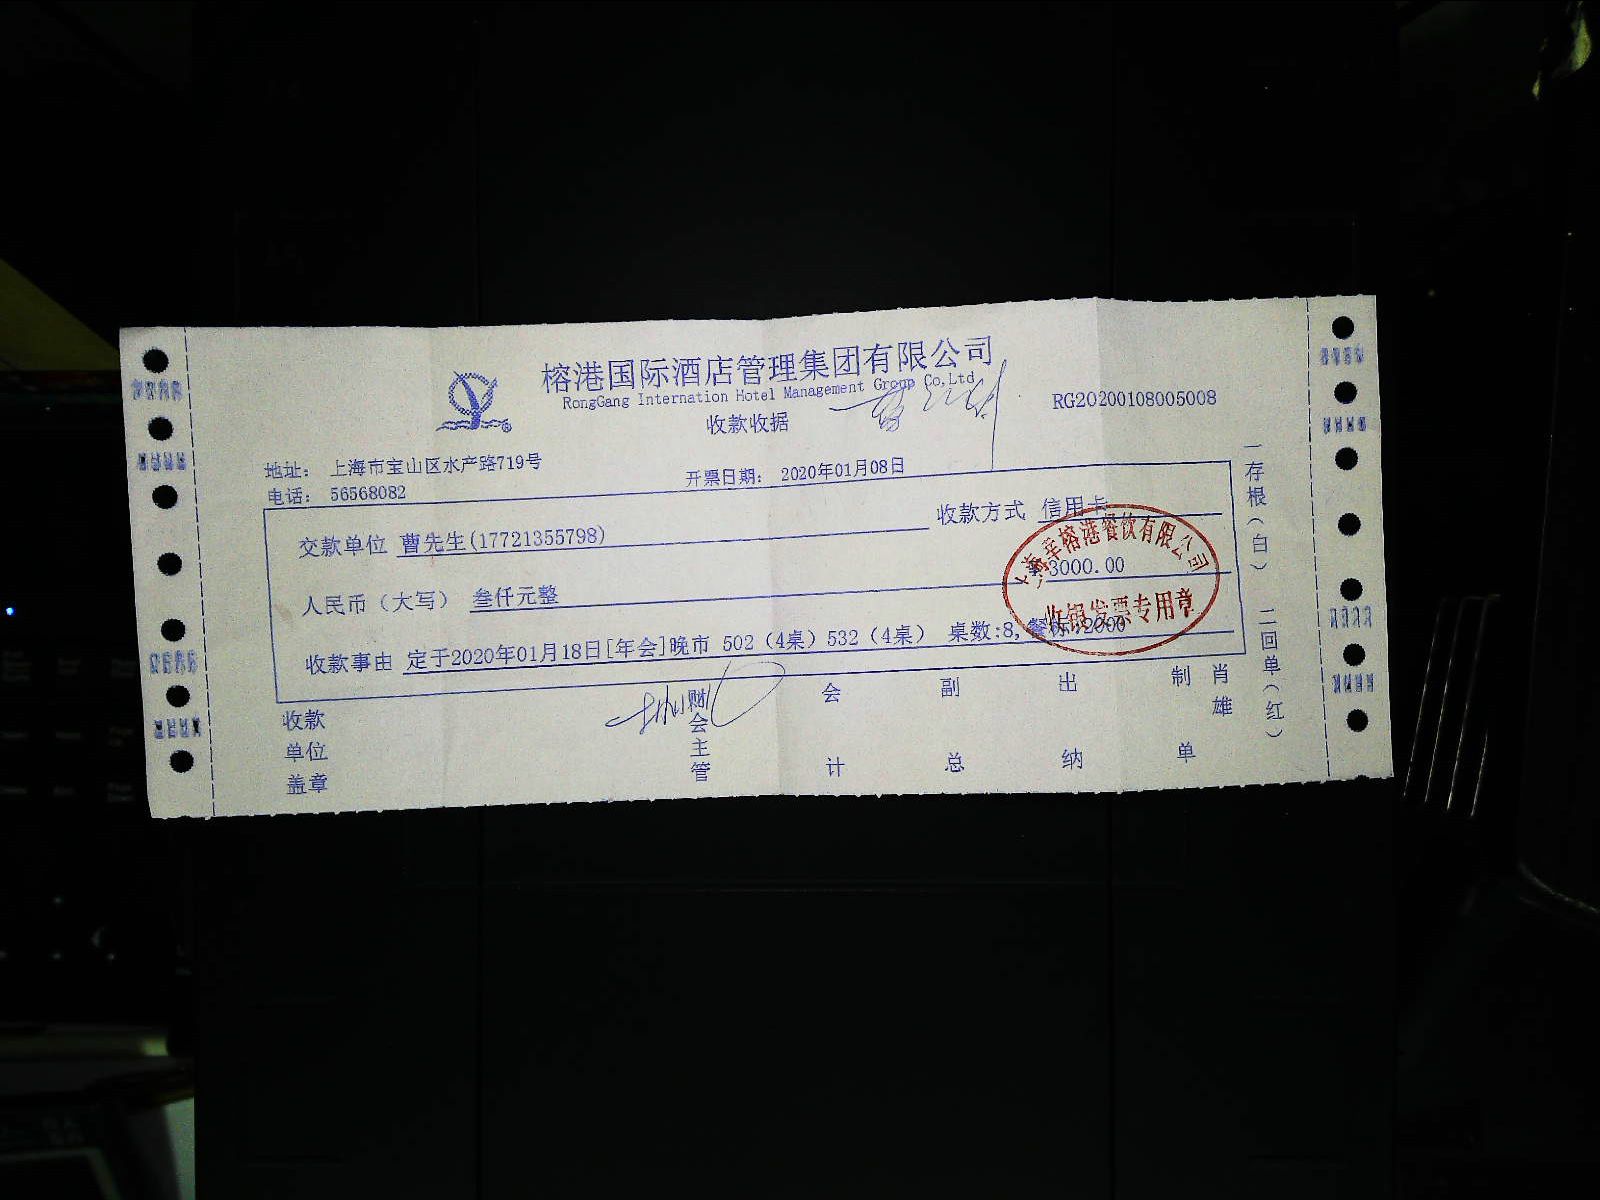 榕港国际酒店管理集团有限公司
RongGang Internation Hotel Management Group Co,Ltd
收款收据
RG20200108005008
地址： 上海市宝山区水产路719号
电话： 56568082
开票日期： 2020年01月08日
交款单位 曹先生(17721355798)
收款方式 信用卡
人民币（大写） 叁仟元整
3000.00
收款事由 定于2020年01月18日[年会]晚市 502（4桌）532（4桌） 桌数:8,餐标:2000
榕港餐饮有限公司
收银发票专用章
收款单位盖章
财会主管
会计
副总
出纳
制单
肖雄
一存根（白） 二回单（红）